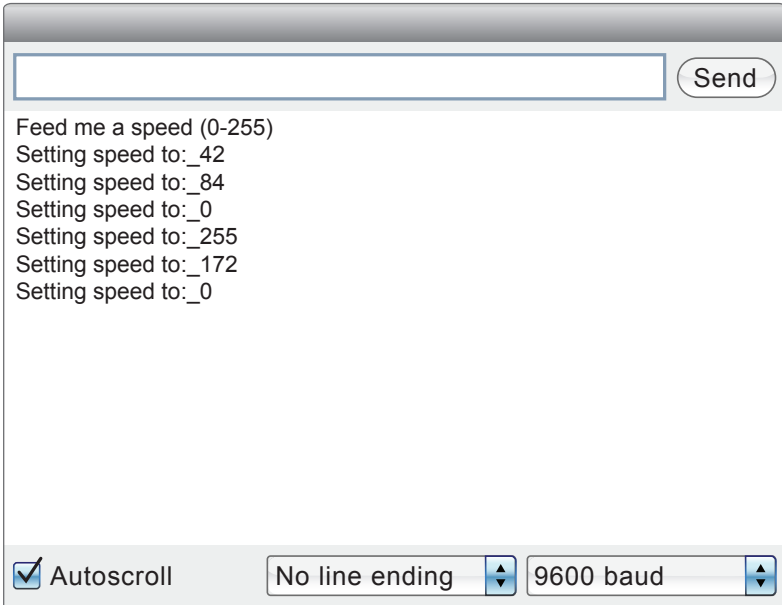 Send
Feed me a speed (0-255)
Setting speed to:_42
Setting speed to:_84
Setting speed to:_0
Setting speed to:_255
Setting speed to:_172
Setting speed to:_0
Autoscroll No line ending 9600 baud